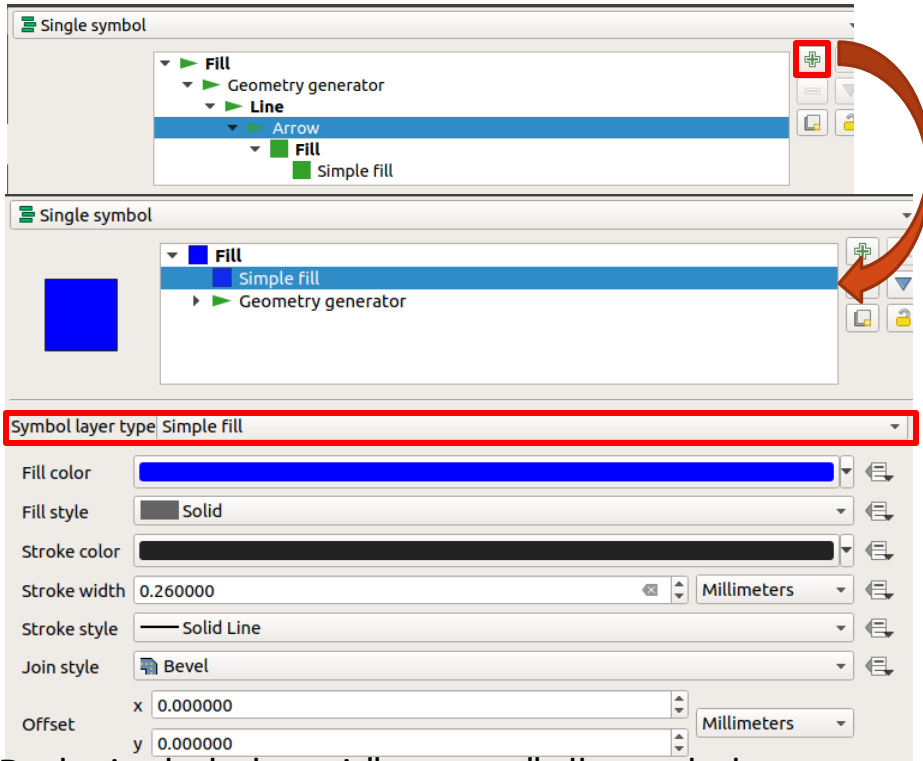 Single symbol
Fill
Geometry generator
Line
Arrow
Fill
Simple fill
Single symbol
Fill
Simple fill
Geometry generator
Symbol layer type Simple fill
Fill color
Fill style Solid
Stroke color
Stroke width 0.260000 Millimeters
Stroke style Solid Line
Join style Bevel
Offset x 0.000000 Millimeters
y 0.000000